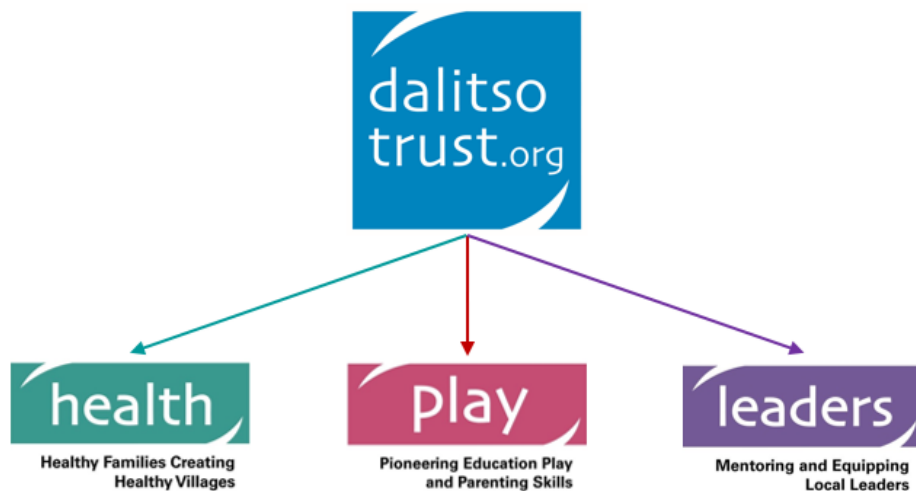 dalitso
trust.org
health
Healthy Families Creating
Healthy Villages
play
Pioneering Education Play
and Parenting Skills
leaders
Mentoring and Equipping
Local Leaders